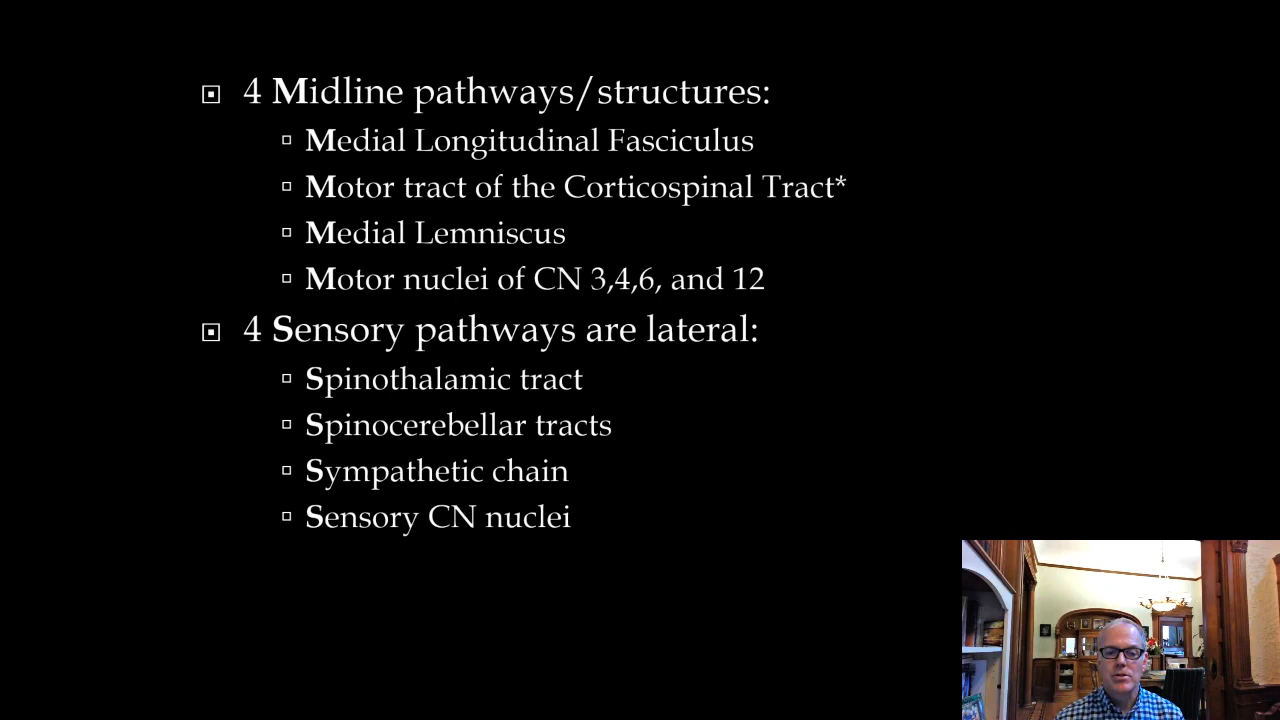 4 Midline pathways/structures:
Medial Longitudinal Fasciculus
Motor tract of the Corticospinal Tract*
Medial Lemniscus
Motor nuclei of CN 3,4,6, and 12
4 Sensory pathways are lateral:
Spinothalamic tract
Spinocerebellar tracts
Sympathetic chain
Sensory CN nuclei